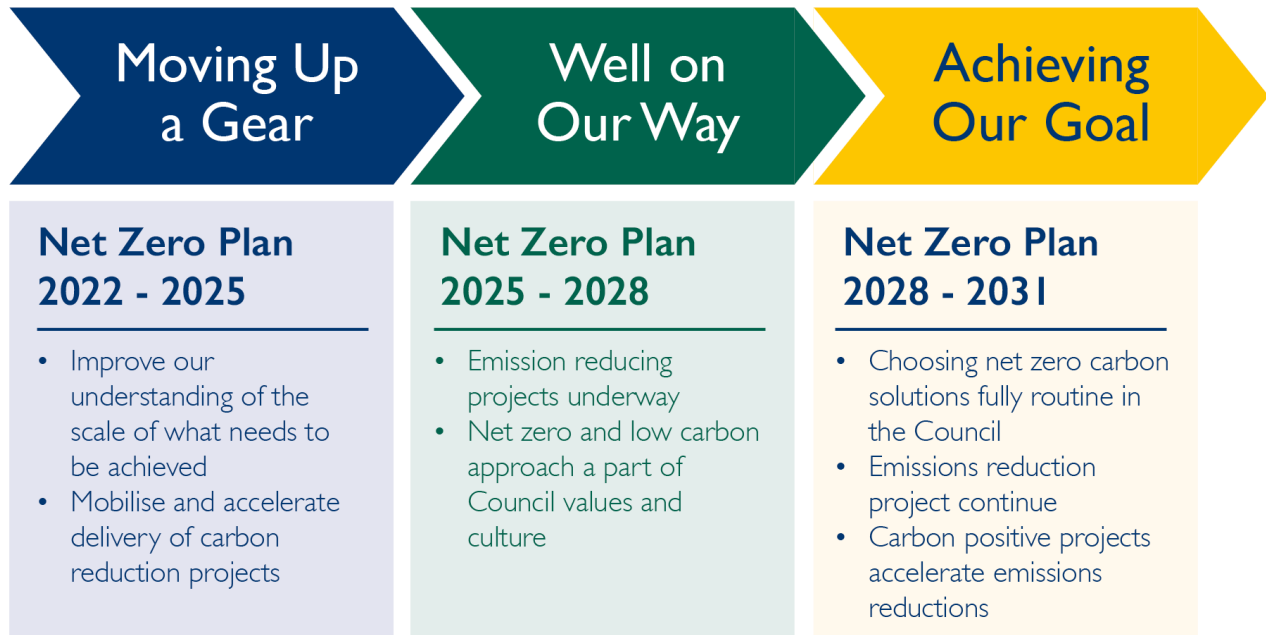 Moving Up
a Gear
Well on
Our Way
Achieving
Our Goal
Net Zero Plan
2022 - 2025
• Improve our
understanding of the
scale of what needs to
be achieved
• Mobilise and accelerate
delivery of carbon
reduction projects
Net Zero Plan
2025 - 2028
• Emission reducing
projects underway
• Net zero and low carbon
approach a part of
Council values and
culture
Net Zero Plan
2028 - 2031
• Choosing net zero carbon
solutions fully routine in
the Council
• Emissions reduction
project continue
• Carbon positive projects
accelerate emissions
reductions